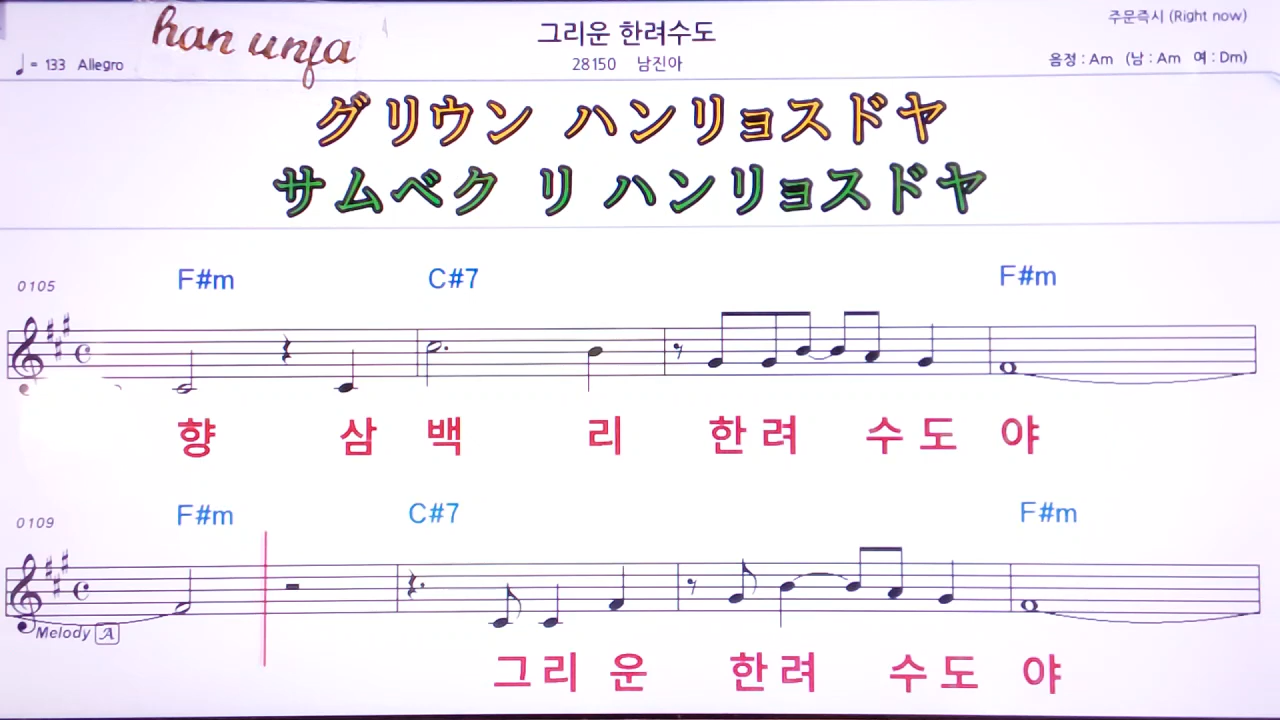 han unja
그리운 한려수도
주문즉시 (Right now)
♩= 133 Allegro
28150 남진아
음정 : Am (남 : Am 여 : Dm)
グリウン ハンリョスドヤ
サムベク リ ハンリョスドヤ
0105
F#m C#7 F#m
향 삼 백 리 한 려 수 도 야
0109
F#m C#7 F#m
Melody A
그 리 운 한 려 수 도 야